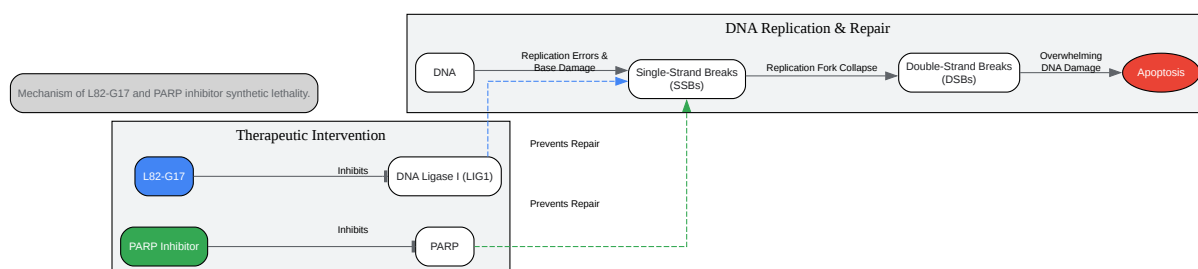 DNA Replication & Repair
DNA
Replication Errors &
Base Damage
Single-Strand Breaks
(SSBs)
Replication Fork Collapse
Double-Strand Breaks
(DSBs)
Overwhelming
DNA Damage
Apoptosis
Mechanism of L82-G17 and PARP inhibitor synthetic lethality.
Therapeutic Intervention
L82-G17
Inhibits
DNA Ligase I (LIG1)
Prevents Repair
PARP Inhibitor
Inhibits
PARP
Prevents Repair